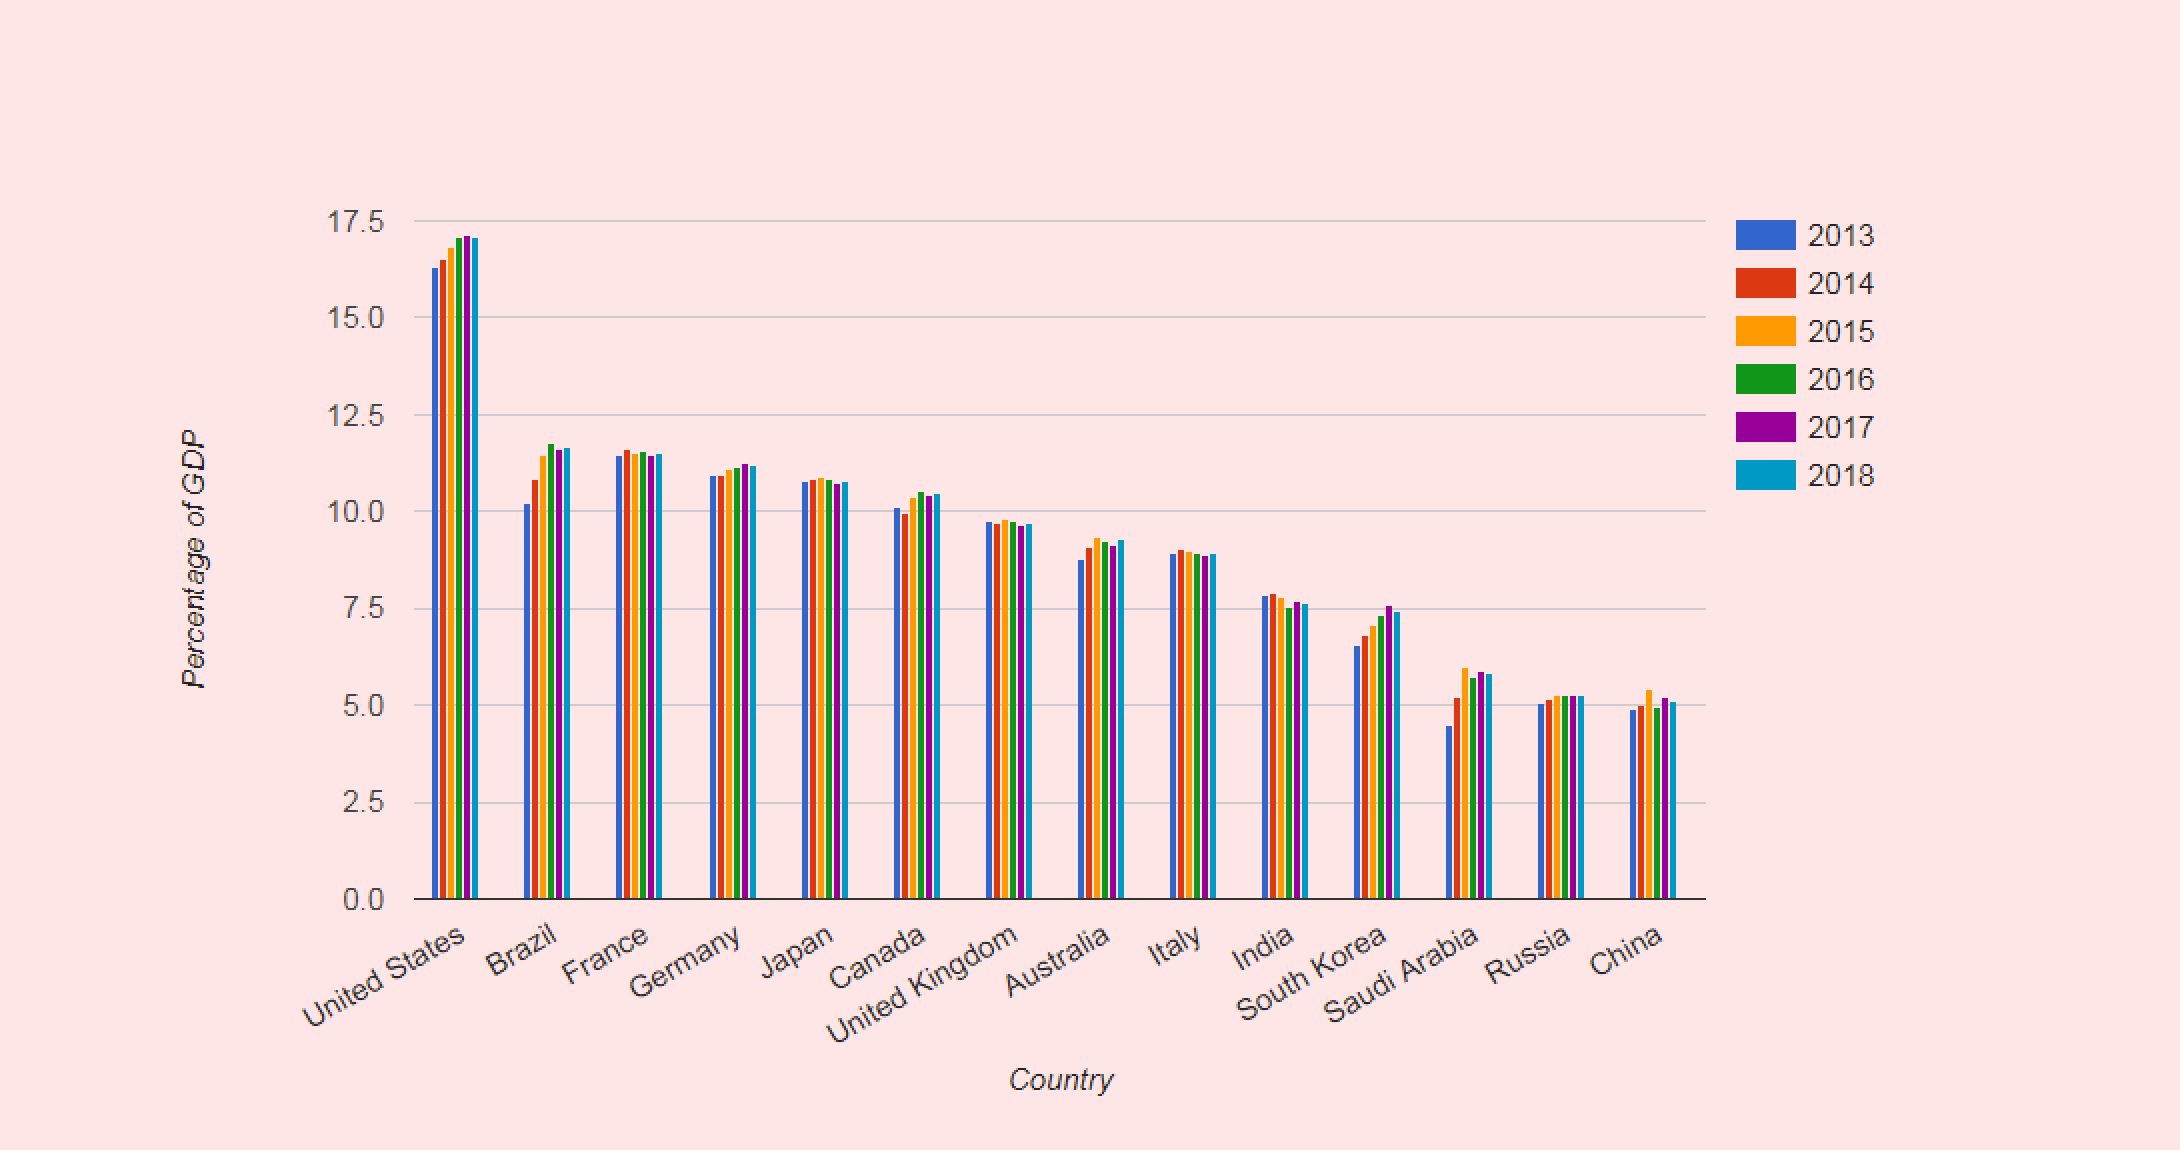 17.5
15.0
12.5
10.0
7.5
5.0
2.5
0.0
Percentage of GDP
United States
Brazil
France
Germany
Japan
Canada
United Kingdom
Australia
Italy
India
South Korea
Saudi Arabia
Russia
China
Country
2013
2014
2015
2016
2017
2018